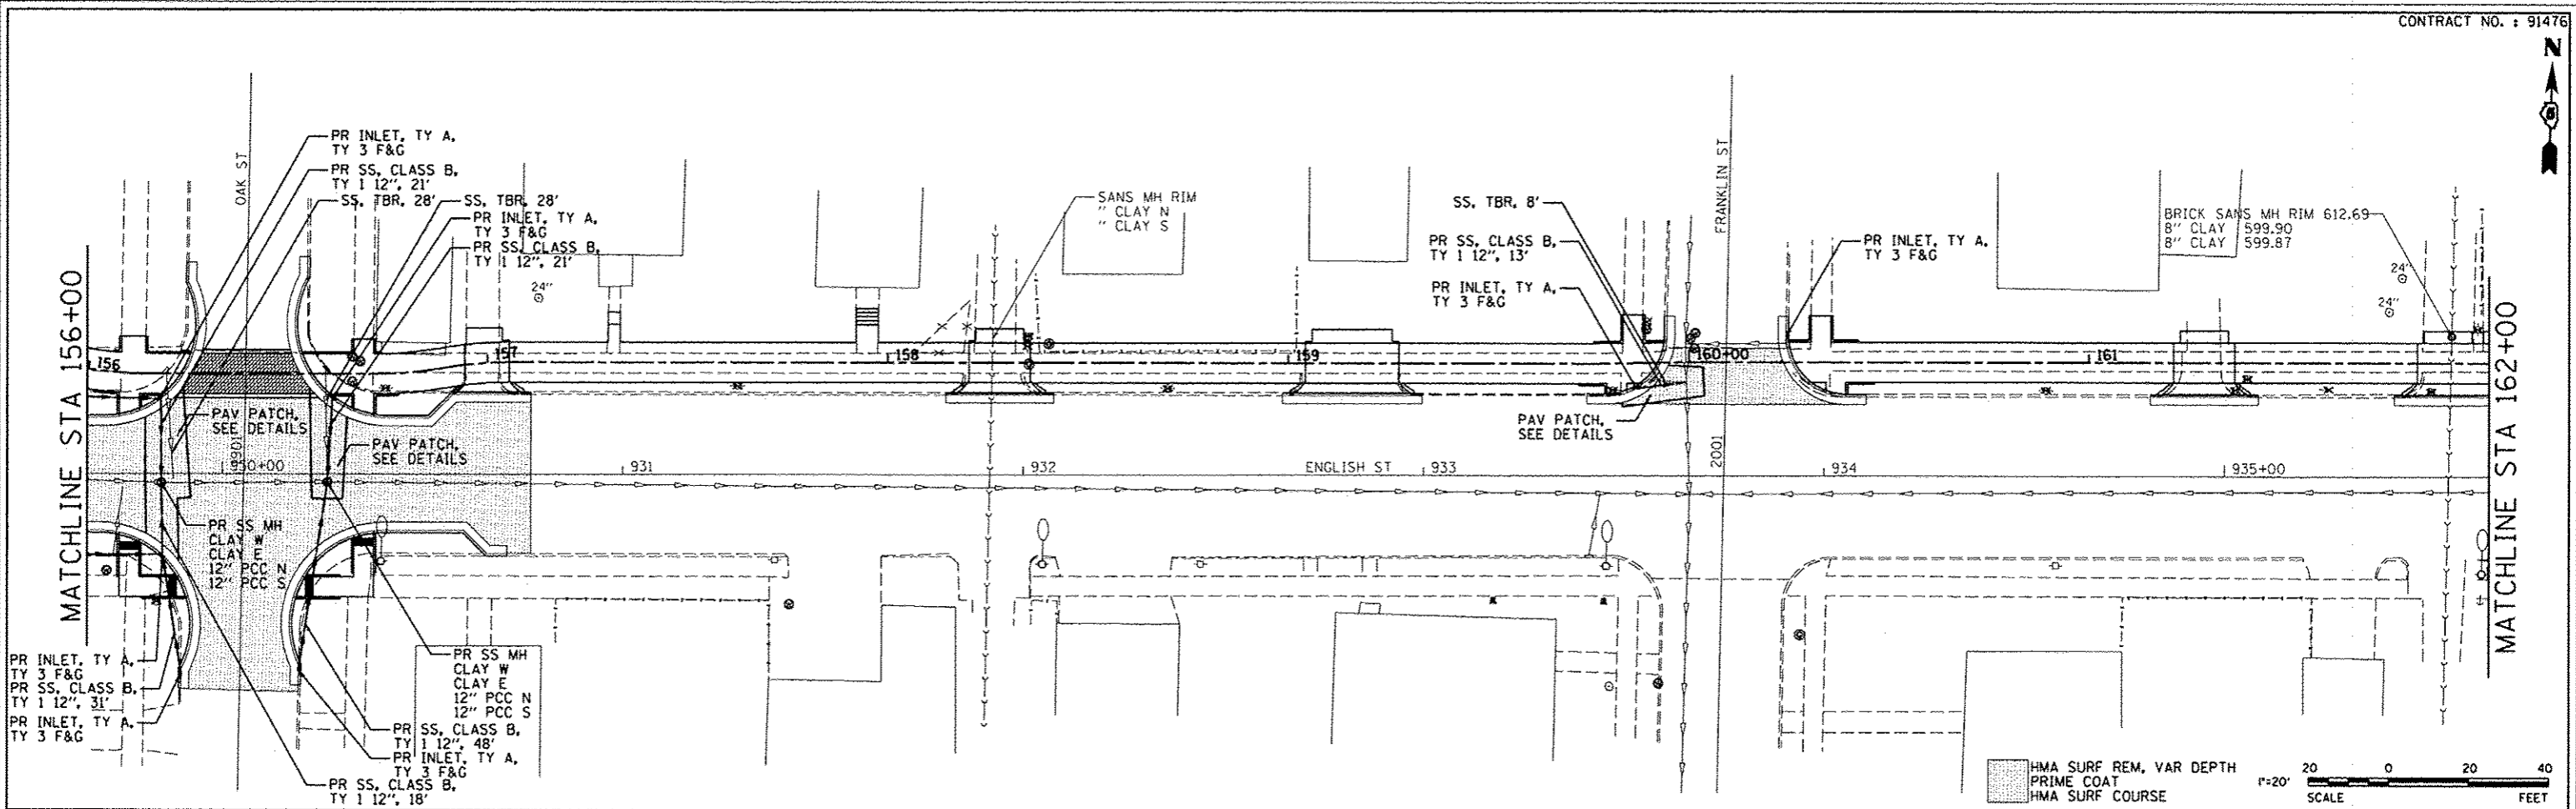 CONTRACT NO. : 91476
N
PR INLET, TY A,
TY 3 F&G
PR SS, CLASS B,
TY 1 12", 21'
SS, TBR, 28'
OAK ST
SS, TBR, 28'
PR INLET, TY A,
TY 3 F&G
PR SS, CLASS B,
TY 1 12", 21'
SANS MH RIM
" CLAY N
" CLAY S
SS, TBR, 8'
PR SS, CLASS B,
TY 1 12", 13'
PR INLET, TY A,
TY 3 F&G
FRANKLIN ST
PR INLET, TY A,
TY 3 F&G
BRICK SANS MH RIM 612.69
8" CLAY 599.90
8" CLAY 599.87
24"
24"
24"
MATCHLINE STA 156+00
156
157
158
159
160+00
161
MATCHLINE STA 162+00
PAV PATCH,
SEE DETAILS
PAV PATCH,
SEE DETAILS
PAV PATCH,
SEE DETAILS
1901
930+00
931
932
ENGLISH ST
933
2001
934
935+00
PR SS MH
CLAY W
CLAY E
12" PCC N
12" PCC S
PR INLET, TY A,
TY 3 F&G
PR SS, CLASS B,
TY 1 12", 31'
PR INLET, TY A,
TY 3 F&G
PR SS MH
CLAY W
CLAY E
12" PCC N
12" PCC S
PR SS, CLASS B,
TY 1 12", 48'
PR INLET, TY A,
TY 3 F&G
PR SS, CLASS B,
TY 1 12", 18'
HMA SURF REM, VAR DEPTH
PRIME COAT
HMA SURF COURSE
1"=20'
20 0 20 40
SCALE FEET